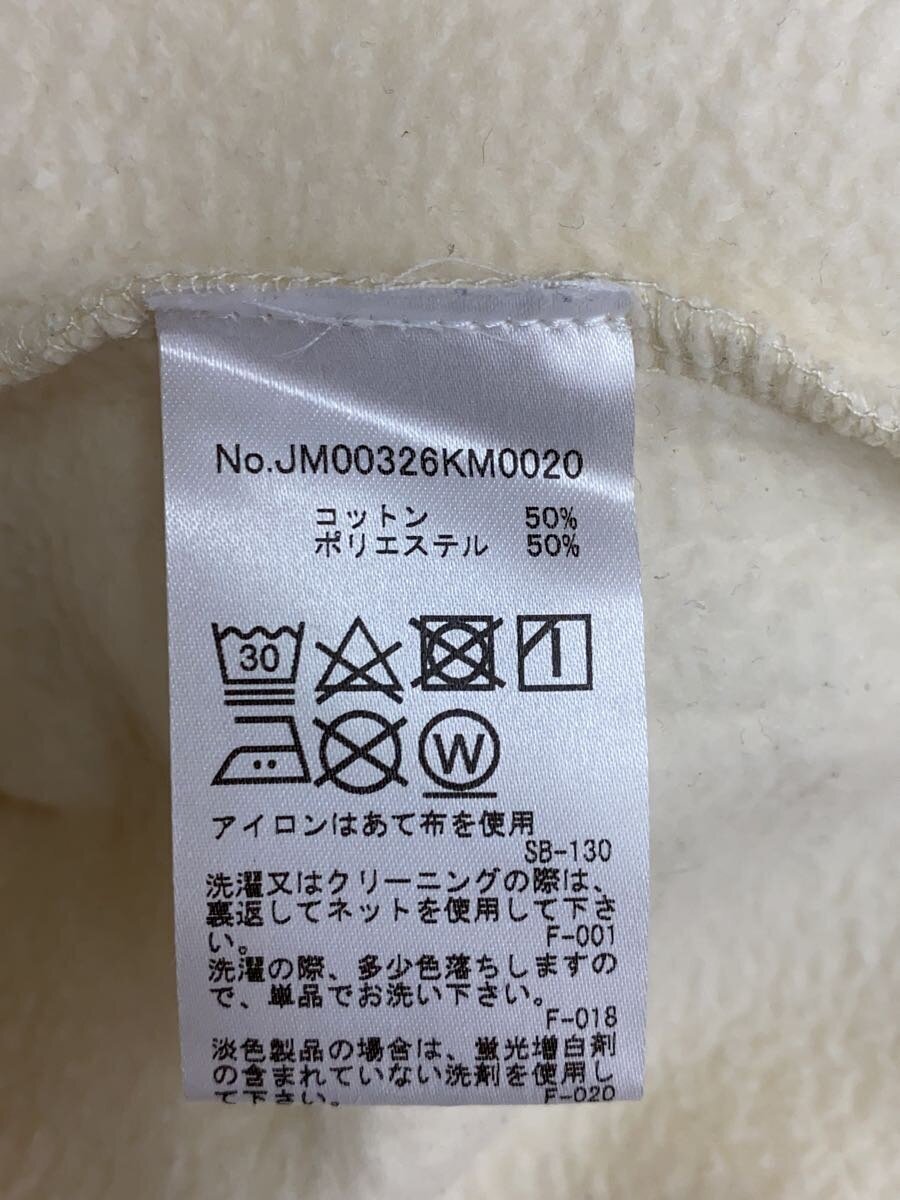 No.JM00326KM0020
コットン 50%
ポリエステル 50%
30
W
アイロンはあて布を使用
SB-130
洗濯又はクリーニングの際は、
裏返してネットを使用して下さ
い。 F-001
洗濯の際、多少色落ちしますの
で、単品でお洗い下さい。
F-018
淡色製品の場合は、蛍光増白剤
の含まれていない洗剤を使用し
て下さい。 F-020